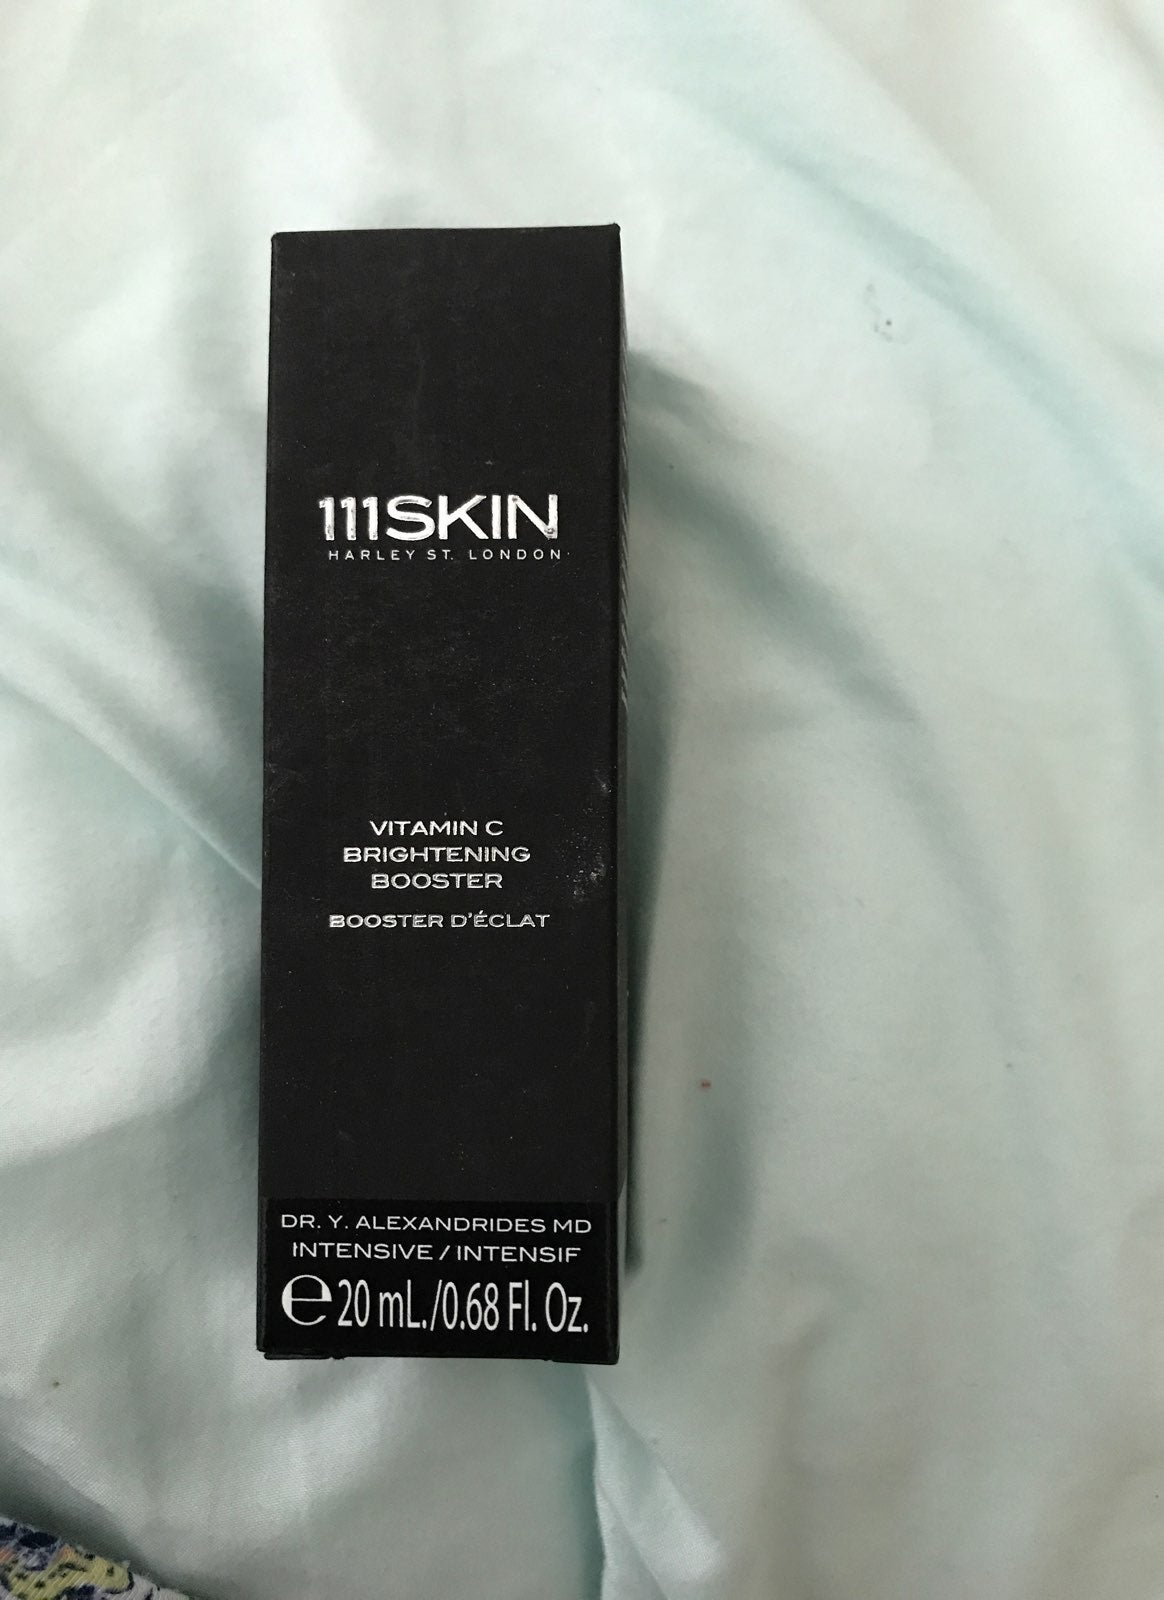 111SKIN
HARLEY ST. LONDON
VITAMIN C
BRIGHTENING
BOOSTER
BOOSTER D'ÉCLAT
DR. Y. ALEXANDRIDES MD
INTENSIVE / INTENSIF
℮ 20 mL./0.68 Fl. Oz.